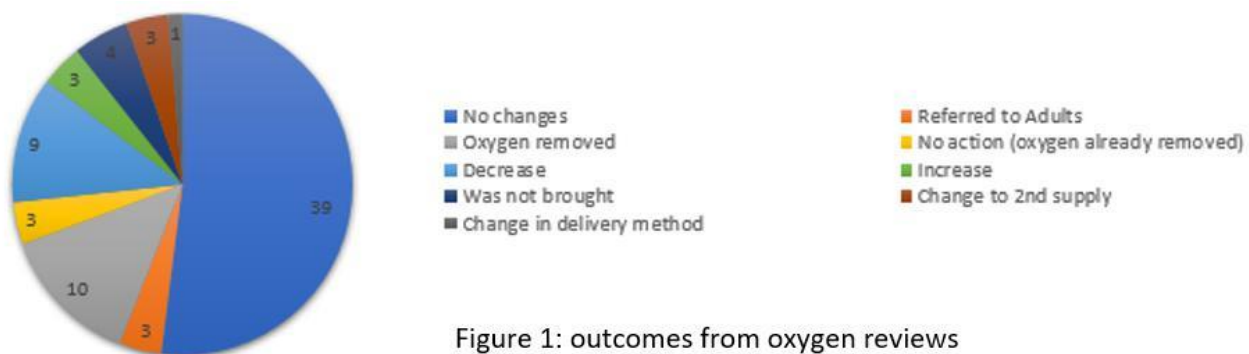 3
1
4
3
9
39
3
10
3
No changes
Referred to Adults
Oxygen removed
No action (oxygen already removed)
Decrease
Increase
Was not brought
Change to 2nd supply
Change in delivery method
Figure 1: outcomes from oxygen reviews